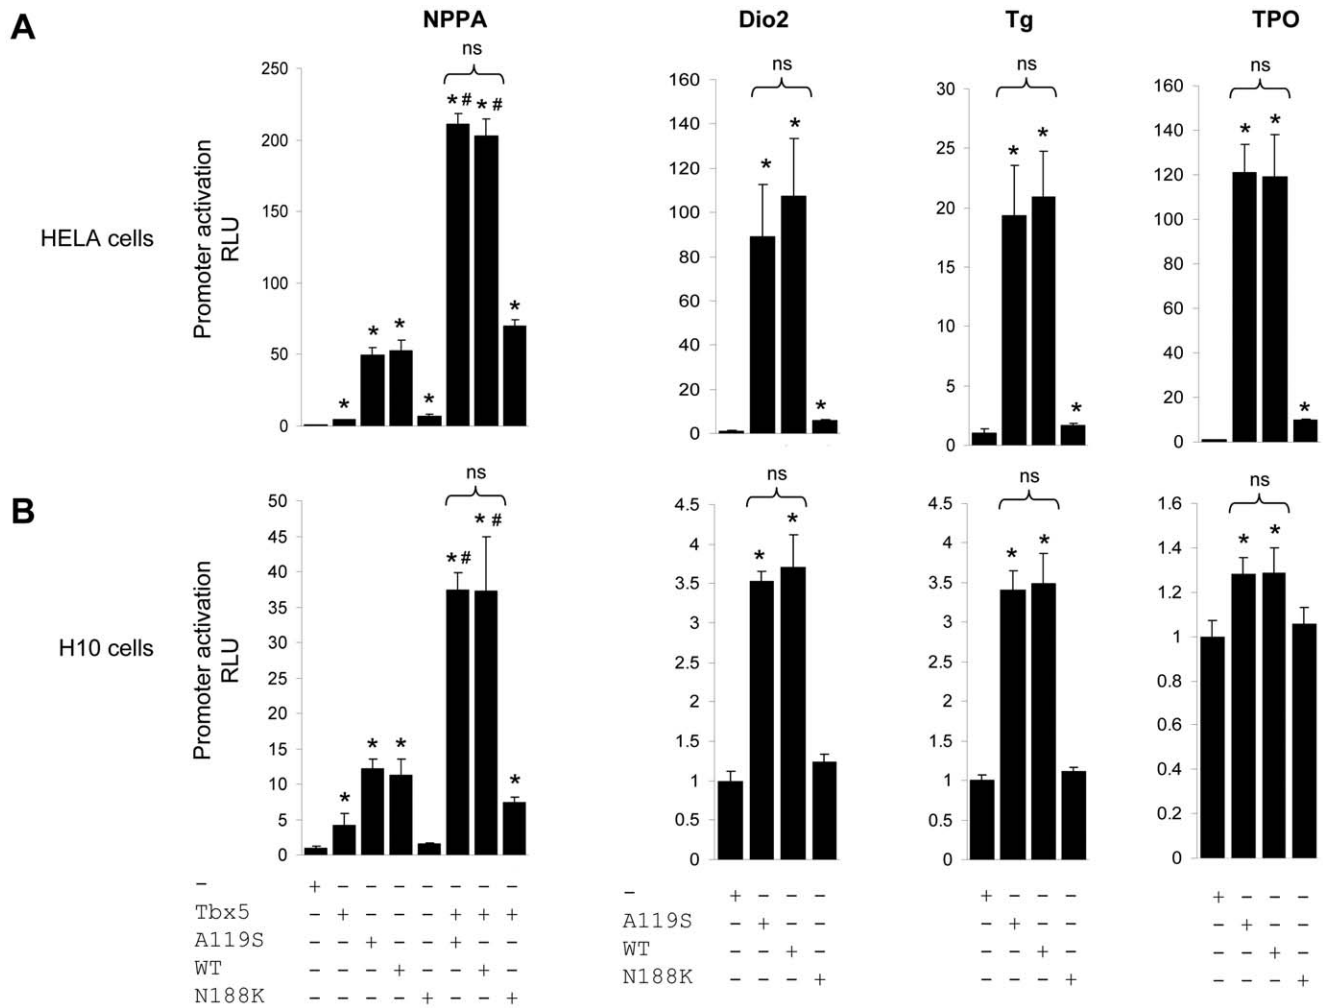 A
NPPA Dio2 Tg TPO
HELA cells
Promoter activation
RLU
ns
* * * * *# *# *
250
200
150
100
50
0
ns
* * *
160
140
120
100
80
60
40
20
0
ns
* * *
30
25
20
15
10
5
0
ns
* * *
160
140
120
100
80
60
40
20
0
B
H10 cells
Promoter activation
RLU
ns
* * * *# *# *
50
45
40
35
30
25
20
15
10
5
0
ns
* *
4.5
4
3.5
3
2.5
2
1.5
1
0.5
0
ns
* *
4.5
4
3.5
3
2.5
2
1.5
1
0.5
0
ns
* *
1.6
1.4
1.2
1
0.8
0.6
0.4
0.2
0
– + – – – – – – –
Tbx5 – + – – – + + +
A119S – – + – – + – –
WT – – – + – – + –
N188K – – – – + – – +
– + – – –
A119S – + – –
WT – – + –
N188K – – – +
+ – – –
– + – –
– – + –
– – – +
+ – – –
– + – –
– – + –
– – – +